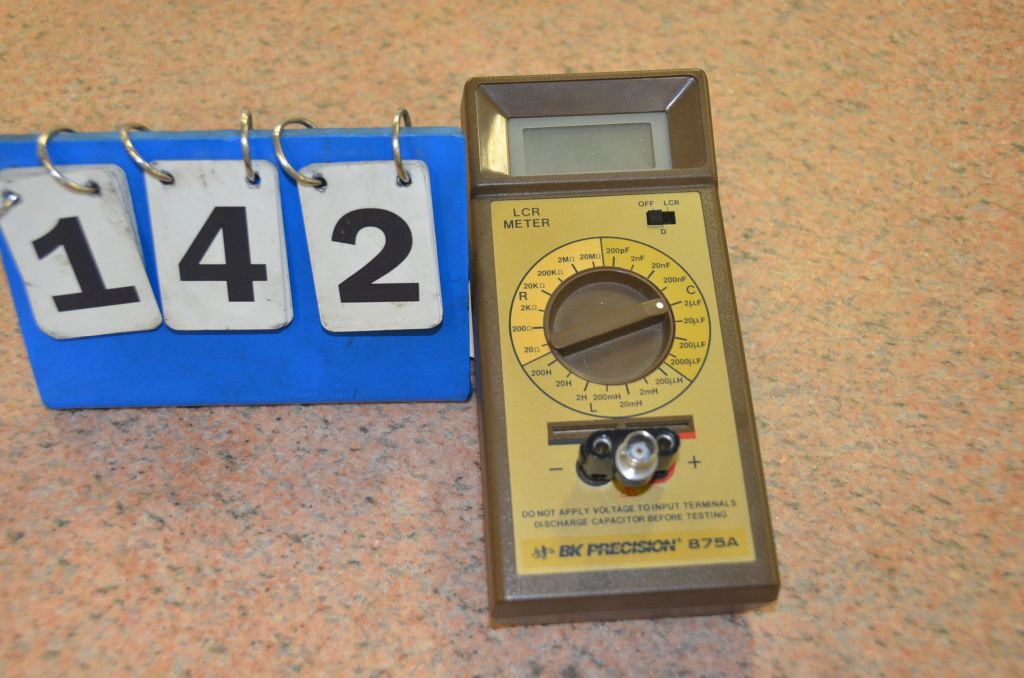 142
OFF LCR
D
LCR
METER
200pF
2nF
20nF
200nF
C
2µF
20µF
200µF
2000µF
200µH
2mH
20mH
200mH
L
2H
20H
200H
20Ω
200Ω
2KΩ
R
20KΩ
200KΩ
2MΩ
20MΩ
− +
DO NOT APPLY VOLTAGE TO INPUT TERMINALS
DISCHARGE CAPACITOR BEFORE TESTING
BK PRECISION® 875A